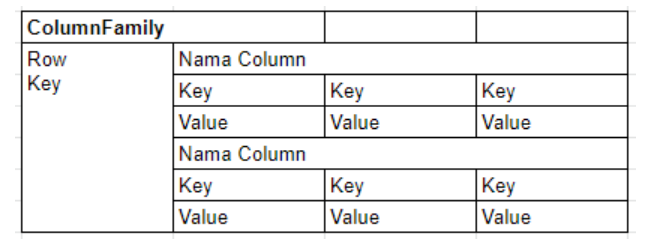 ColumnFamily
Row
Key
Nama Column
Key Key Key
Value Value Value
Nama Column
Key Key Key
Value Value Value